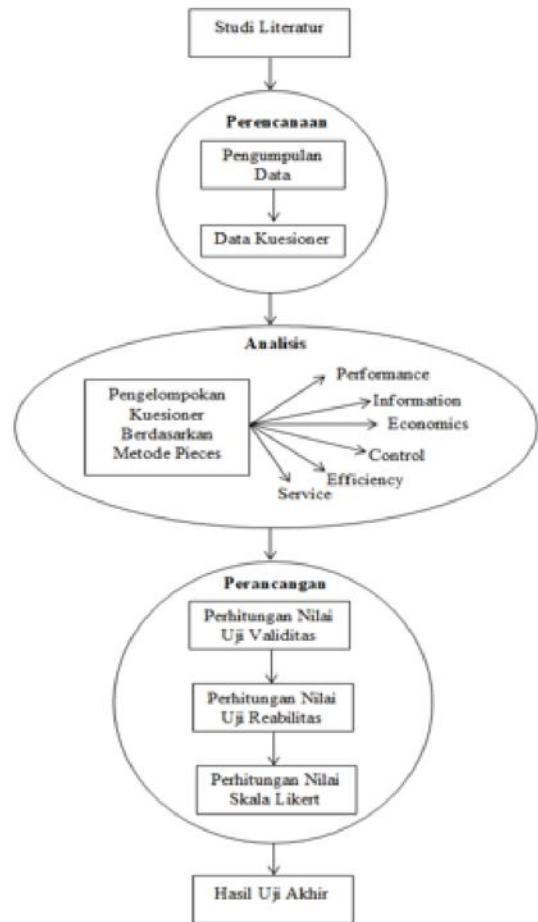 Studi Literatur
Perencanaan
Pengumpulan
Data
Data Kuesioner
Analisis
Pengelompokan
Kuesioner
Berdasarkan
Metode Pieces
Performance
Information
Economics
Control
Efficiency
Service
Perancangan
Perhitungan Nilai
Uji Validitas
Perhitungan Nilai
Uji Reabilitas
Perhitungan Nilai
Skala Likert
Hasil Uji Akhir